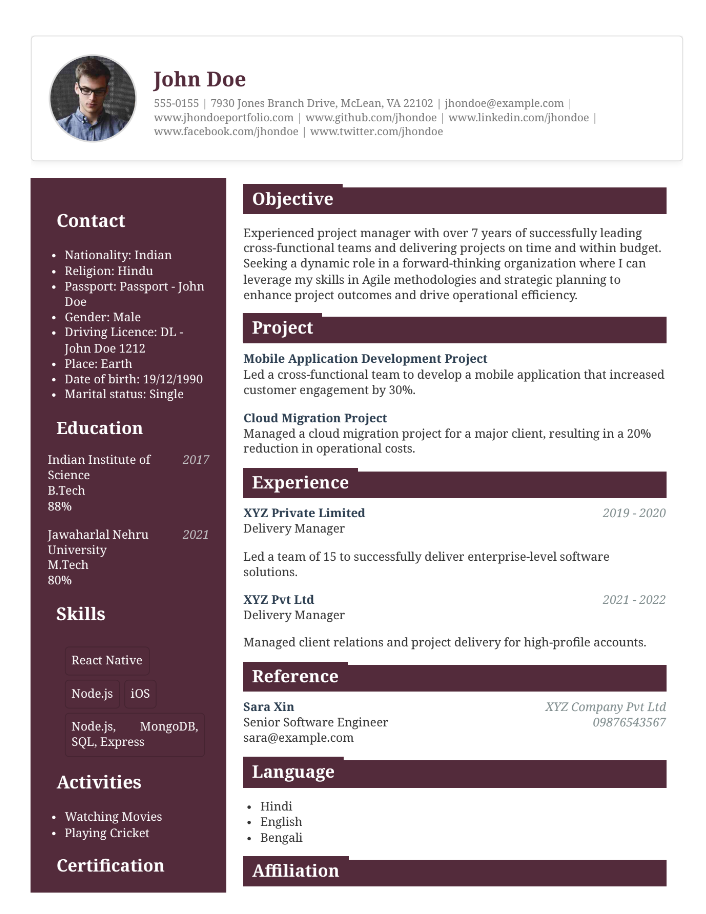 John Doe
555-0155 | 7930 Jones Branch Drive, McLean, VA 22102 | jhondoe@example.com |
www.jhondoeportfolio.com | www.github.com/jhondoe | www.linkedin.com/jhondoe |
www.facebook.com/jhondoe | www.twitter.com/jhondoe
Contact
• Nationality: Indian
• Religion: Hindu
• Passport: Passport - John
Doe
• Gender: Male
• Driving Licence: DL -
John Doe 1212
• Place: Earth
• Date of birth: 19/12/1990
• Marital status: Single
Education
Indian Institute of 2017
Science
B.Tech
88%
Jawaharlal Nehru 2021
University
M.Tech
80%
Skills
React Native
Node.js iOS
Node.js, MongoDB,
SQL, Express
Activities
• Watching Movies
• Playing Cricket
Certification
Objective
Experienced project manager with over 7 years of successfully leading
cross-functional teams and delivering projects on time and within budget.
Seeking a dynamic role in a forward-thinking organization where I can
leverage my skills in Agile methodologies and strategic planning to
enhance project outcomes and drive operational efficiency.
Project
Mobile Application Development Project
Led a cross-functional team to develop a mobile application that increased
customer engagement by 30%.
Cloud Migration Project
Managed a cloud migration project for a major client, resulting in a 20%
reduction in operational costs.
Experience
XYZ Private Limited 2019 - 2020
Delivery Manager
Led a team of 15 to successfully deliver enterprise-level software
solutions.
XYZ Pvt Ltd 2021 - 2022
Delivery Manager
Managed client relations and project delivery for high-profile accounts.
Reference
Sara Xin XYZ Company Pvt Ltd
Senior Software Engineer 09876543567
sara@example.com
Language
• Hindi
• English
• Bengali
Affiliation